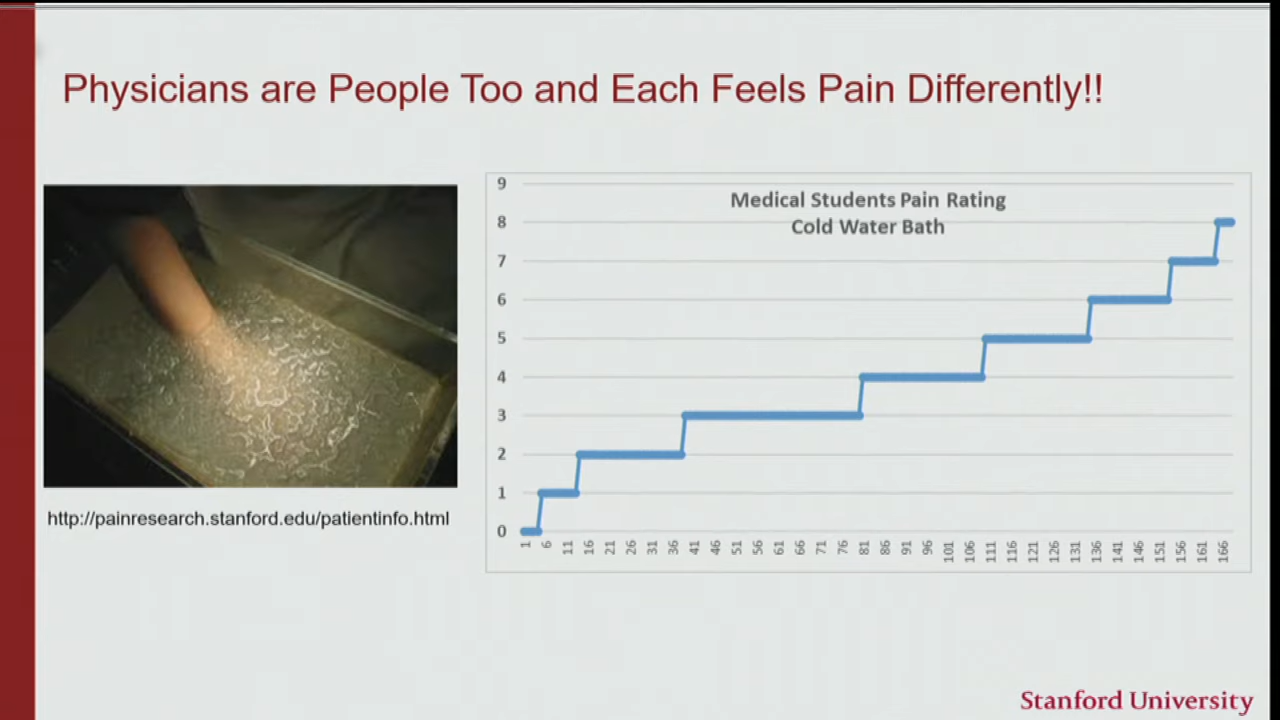 Physicians are People Too and Each Feels Pain Differently!!
Medical Students Pain Rating
Cold Water Bath
9
8
7
6
5
4
3
2
1
0
1 6 11 16 21 26 31 36 41 46 51 56 61 66 71 76 81 86 91 96 101 106 111 116 121 126 131 136 141 146 151 156 161 166
http://painresearch.stanford.edu/patientinfo.html
Stanford University